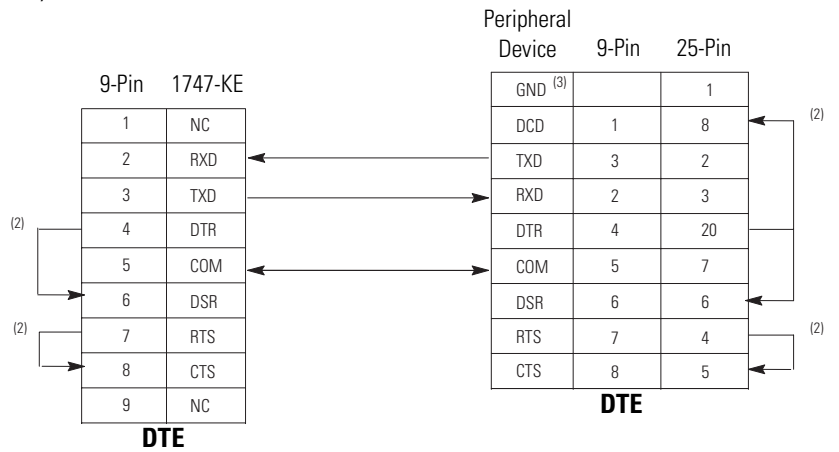 Peripheral
Device 9-Pin 25-Pin
9-Pin 1747-KE
GND (3) 1
DCD 1 8 (2)
1 NC
TXD 3 2
2 RXD
RXD 2 3
3 TXD
DTR 4 20
(2) 4 DTR
COM 5 7
5 COM
DSR 6 6
6 DSR
RTS 7 4 (2)
(2) 7 RTS
CTS 8 5
8 CTS
DTE
9 NC
DTE